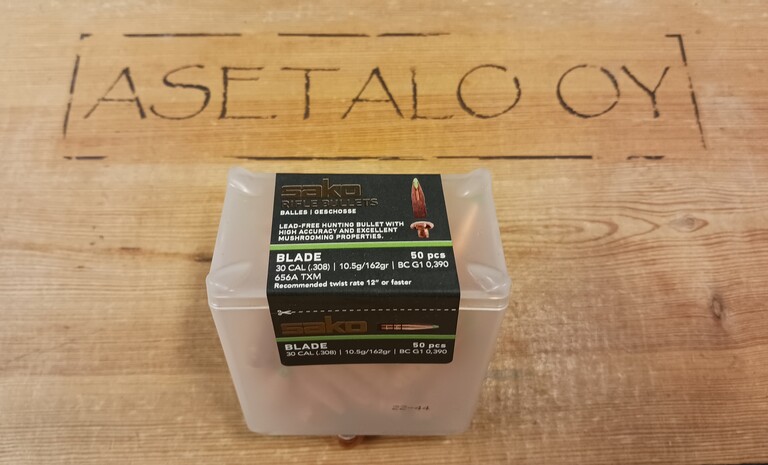 ASETALO OY
sako
RIFLE BULLETS
BALLES | GESCHOSSE
LEAD-FREE HUNTING BULLET WITH
HIGH ACCURACY AND EXCELLENT
MUSHROOMING PROPERTIES.
BLADE 50 pcs
30 CAL (.308) | 10.5g/162gr | BC G1 0,390
656A TXM
Recommended twist rate 12" or faster
sako
BLADE 50 pcs
30 CAL (.308) | 10.5g/162gr | BC G1 0,390
22-44